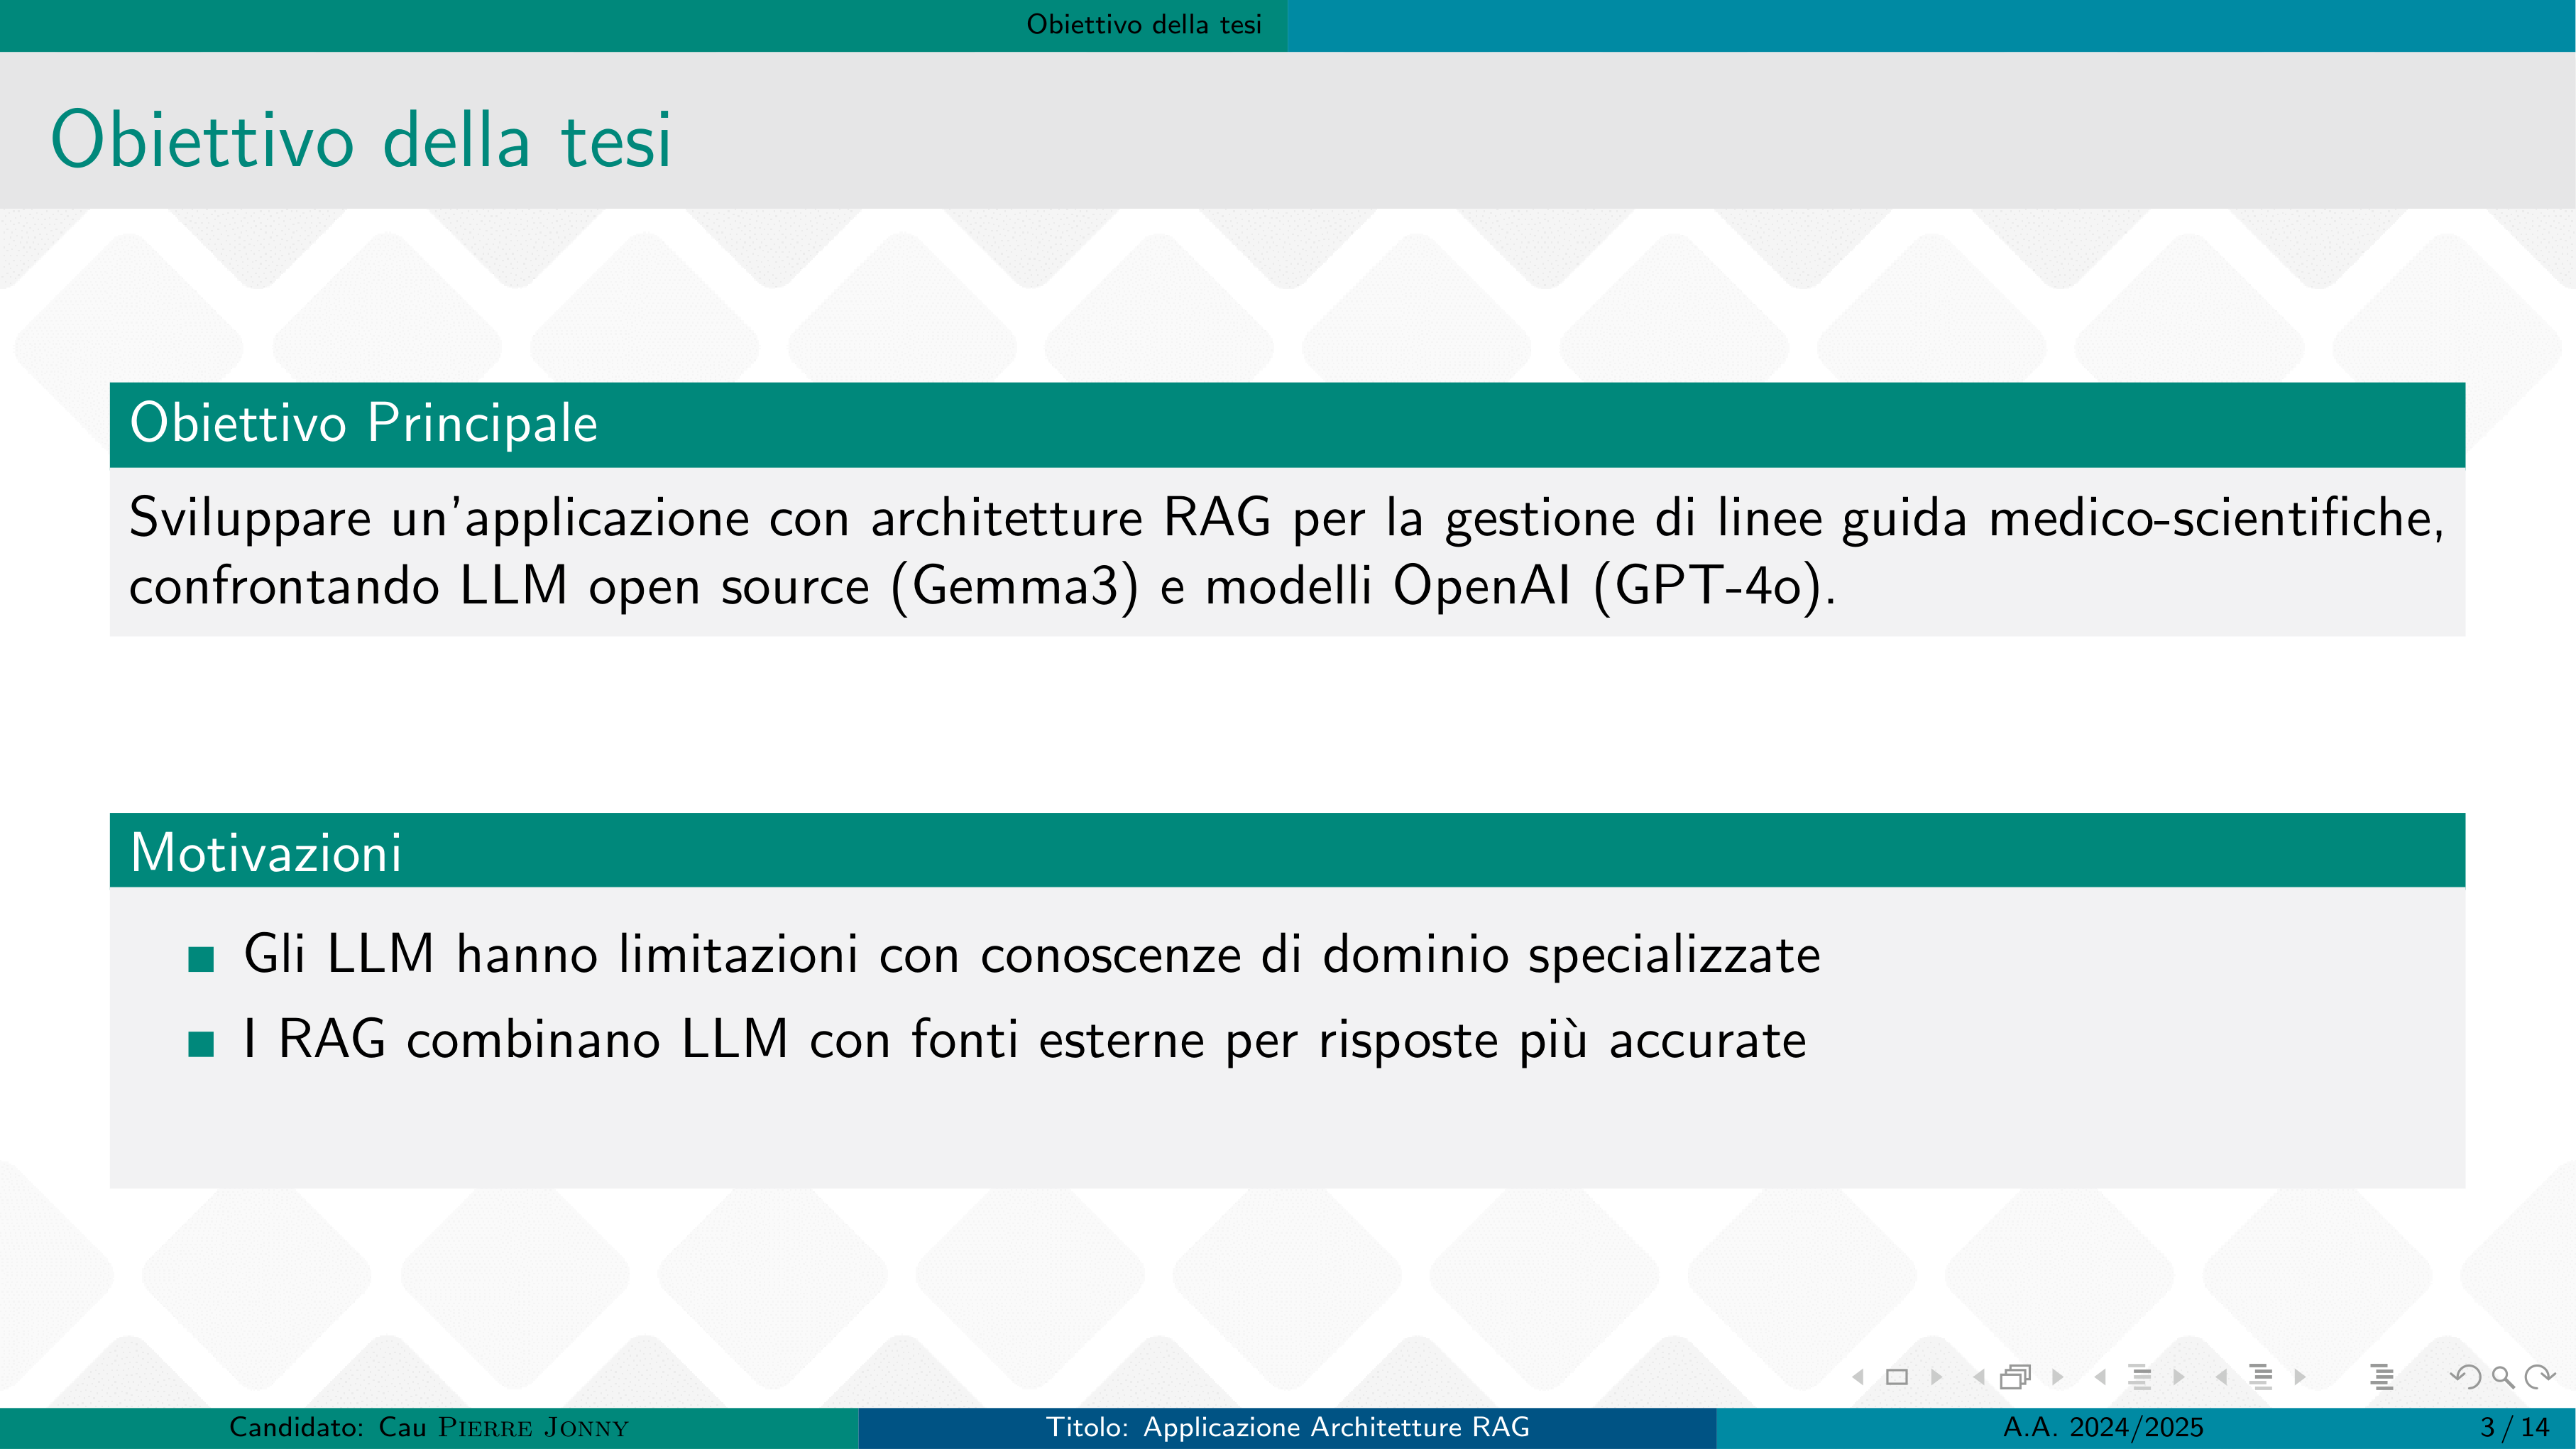 Obiettivo della tesi
Obiettivo della tesi
Obiettivo Principale
Sviluppare un'applicazione con architetture RAG per la gestione di linee guida medico-scientifiche,
confrontando LLM open source (Gemma3) e modelli OpenAI (GPT-4o).
Motivazioni
Gli LLM hanno limitazioni con conoscenze di dominio specializzate
I RAG combinano LLM con fonti esterne per risposte più accurate
Candidato: Cau Pierre Jonny
Titolo: Applicazione Architetture RAG
A.A. 2024/2025
3 / 14